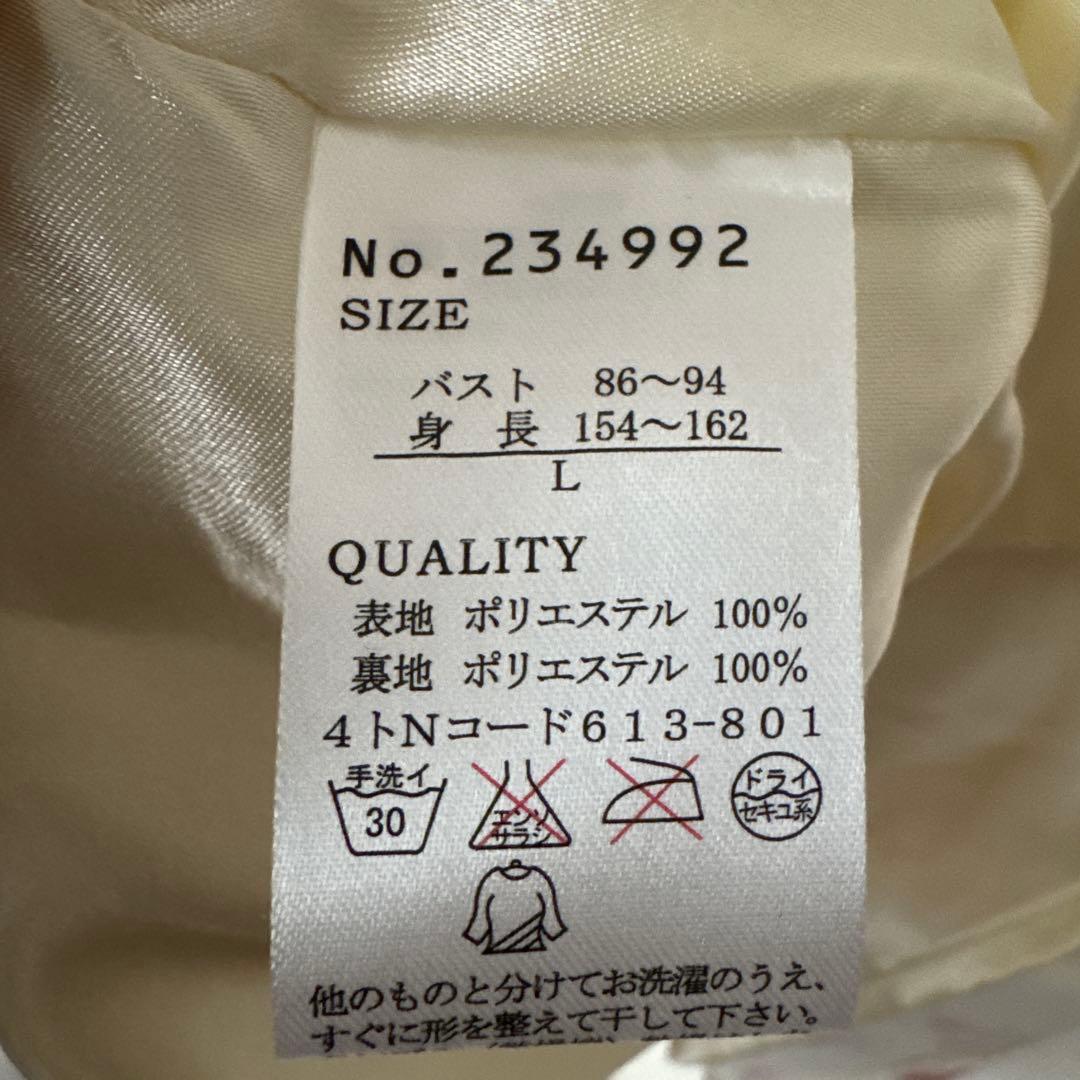 No.234992
SIZE
バスト 86〜94
身長 154〜162
L
QUALITY
表地 ポリエステル 100%
裏地 ポリエステル 100%
4トNコード613-801
手洗イ
30
エンソ
サラシ
ドライ
セキユ系
他のものと分けてお洗濯のうえ、
すぐに形を整えて干して下さい。